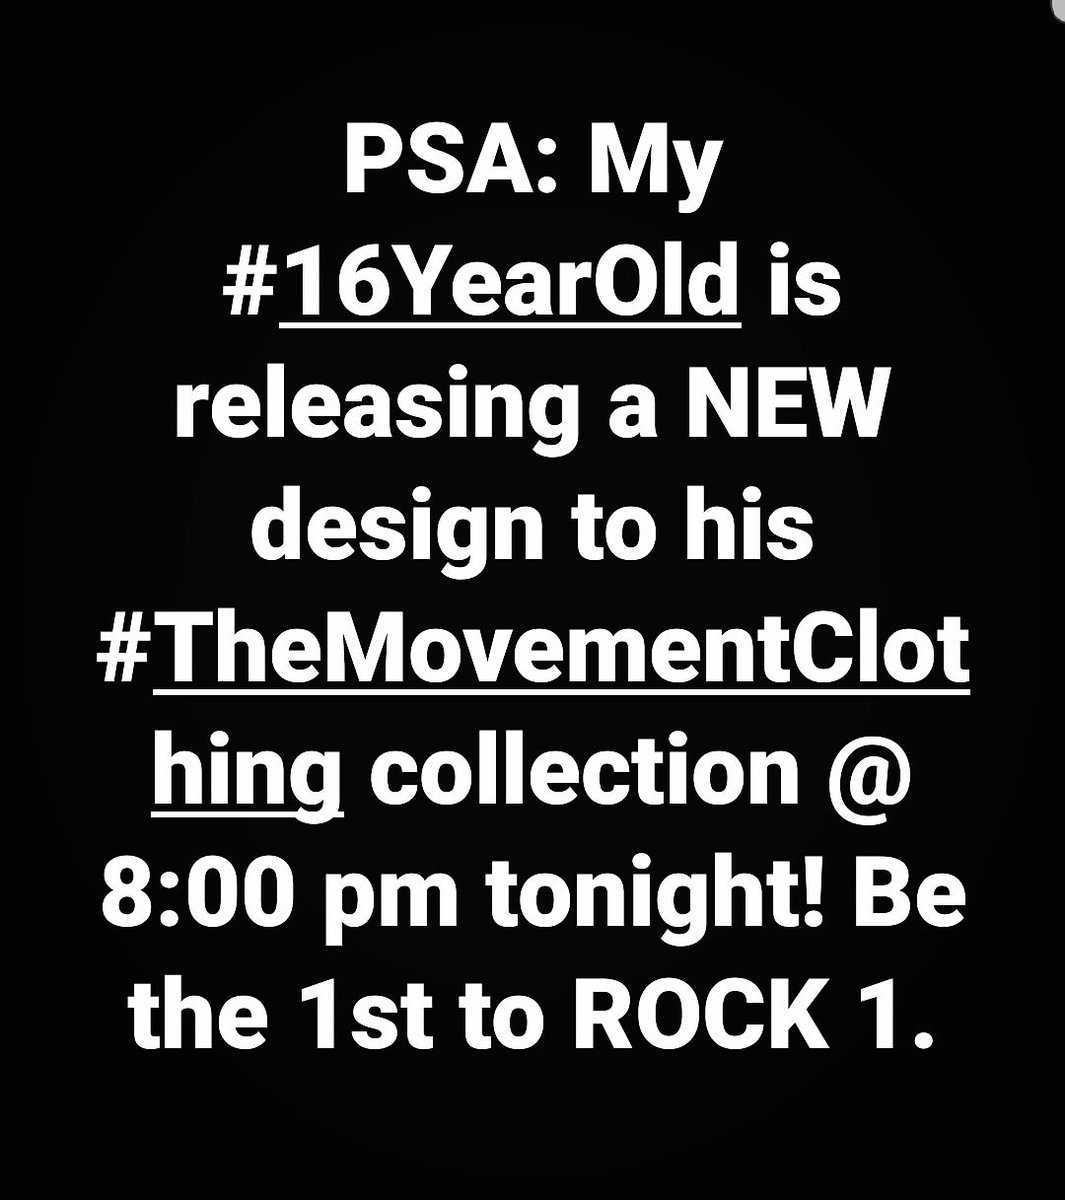 PSA: My
#16YearOld is
releasing a NEW
design to his
#TheMovementClot
hing collection @
8:00 pm tonight! Be
the 1st to ROCK 1.